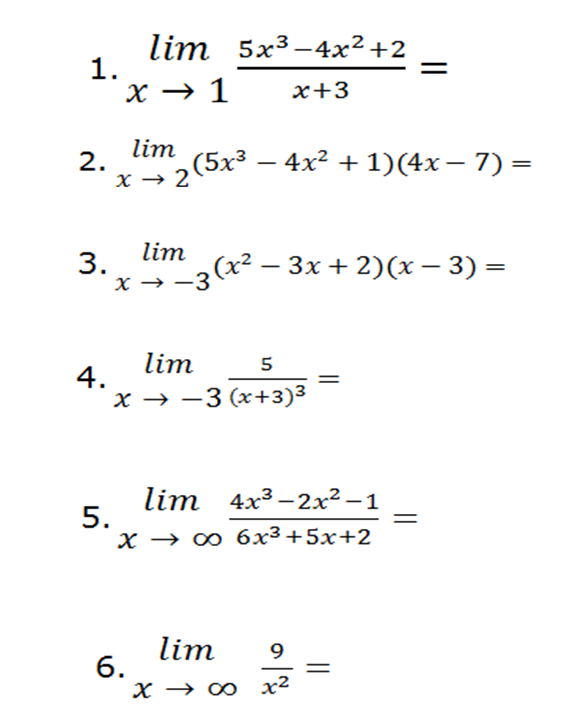 1. lim x → 1 (5x³ − 4x² + 2)/(x+3) =
2. lim x → 2 (5x³ − 4x² + 1)(4x − 7) =
3. lim x → −3 (x² − 3x + 2)(x − 3) =
4. lim x → −3 5/(x+3)³ =
5. lim x → ∞ (4x³ − 2x² − 1)/(6x³ + 5x + 2) =
6. lim x → ∞ 9/x² =